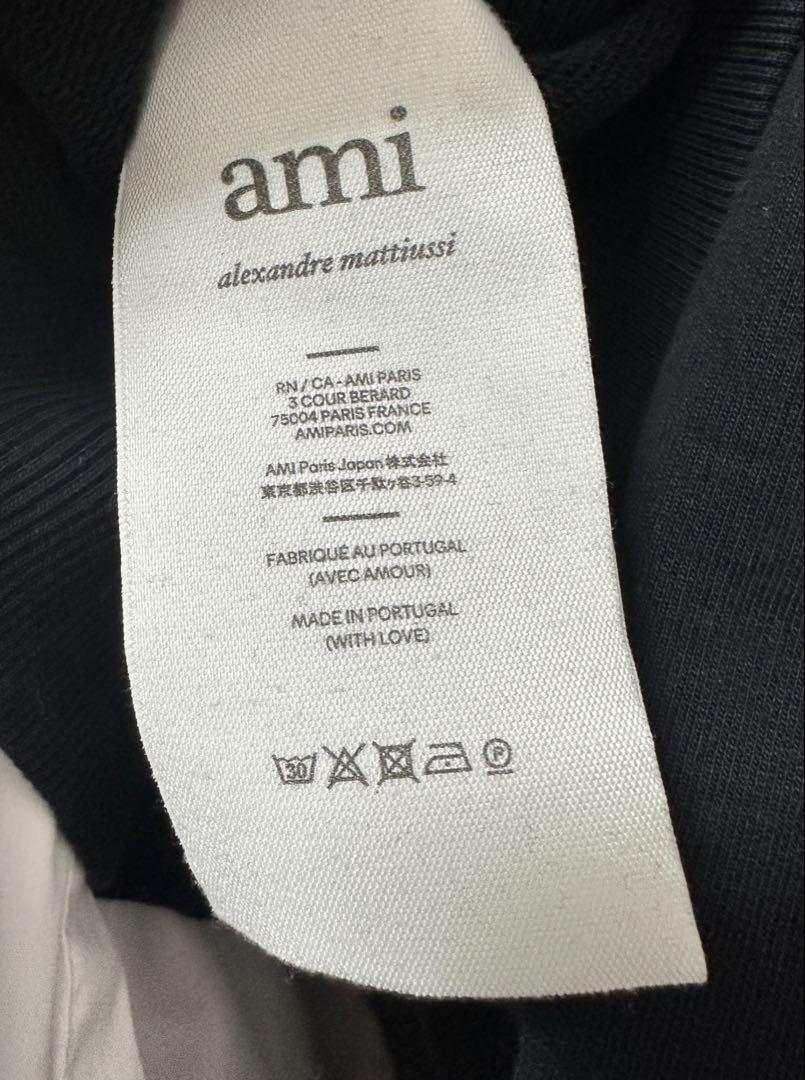 ami
alexandre mattiussi
RN / CA - AMI PARIS
3 COUR BERARD
75004 PARIS FRANCE
AMIPARIS.COM
AMI Paris Japan 株式会社
東京都渋谷区千駄ヶ谷3-59-4
FABRIQUÉ AU PORTUGAL
(AVEC AMOUR)
MADE IN PORTUGAL
(WITH LOVE)
30 P